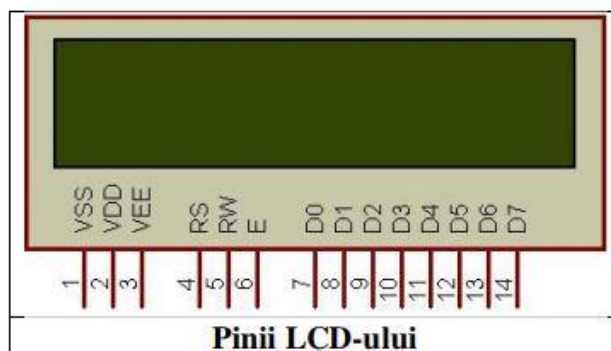 VSS VDD VEE RS RW E D0 D1 D2 D3 D4 D5 D6 D7
1 2 3 4 5 6 7 8 9 10 11 12 13 14
Pinii LCD-ului